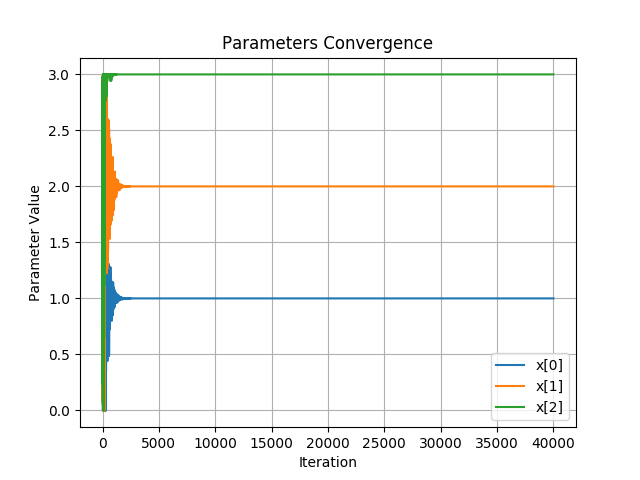 Parameters Convergence
Parameter Value
3.0
2.5
2.0
1.5
1.0
0.5
0.0
x[0]
x[1]
x[2]
0 5000 10000 15000 20000 25000 30000 35000 40000
Iteration